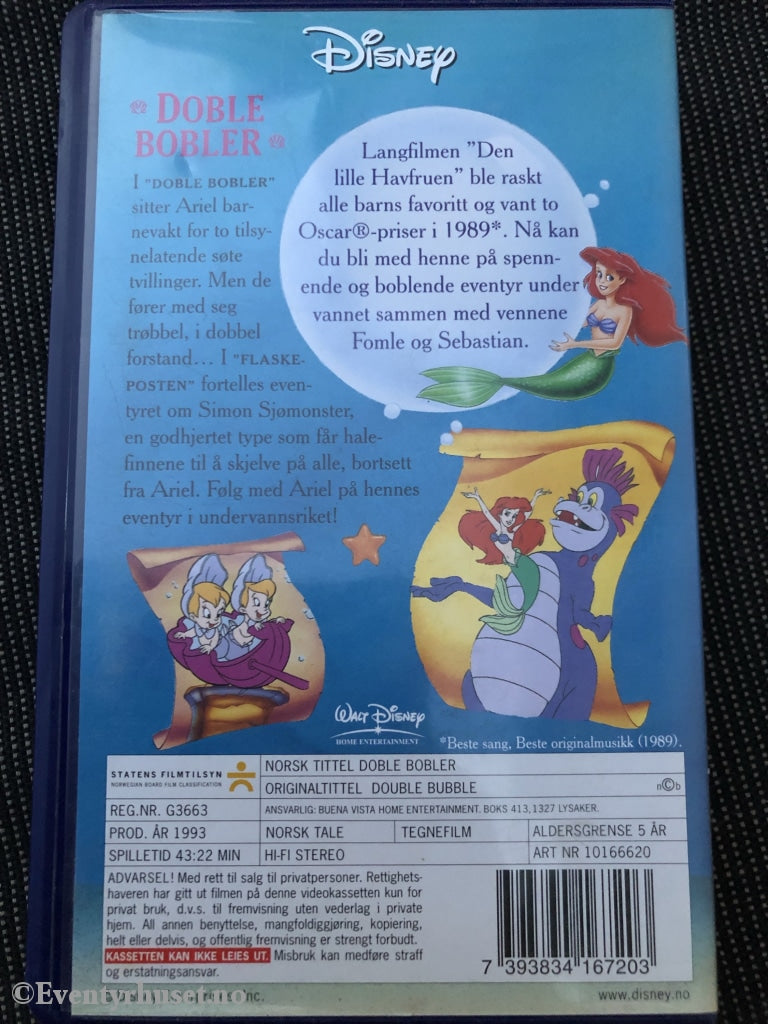 Disney
DOBLE
BOBLER
I "DOBLE BOBLER"
sitter Ariel bar-
nevakt for to tilsy-
nelatende søte
tvillinger. Men de
fører med seg
trøbbel, i dobbel
forstand... I "FLASKE-
POSTEN" fortelles even-
tyret om Simon Sjømonster,
en godhjertet type som får hale-
finnene til å skjelve på alle, bortsett
fra Ariel. Følg med Ariel på hennes
eventyr i undervannsriket!
Langfilmen "Den
lille Havfruen" ble raskt
alle barns favoritt og vant to
Oscar®-priser i 1989*. Nå kan
du bli med henne på spenn-
ende og boblende eventyr under
vannet sammen med vennene
Fomle og Sebastian.
WALT DISNEY
HOME ENTERTAINMENT
*Beste sang, Beste originalmusikk (1989).
STATENS FILMTILSYN
NORWEGIAN BOARD FILM CLASSIFICATION
NORSK TITTEL DOBLE BOBLER
ORIGINALTITTEL DOUBLE BUBBLE
n©b
REG.NR. G3663
ANSVARLIG: BUENA VISTA HOME ENTERTAINMENT. BOKS 413,1327 LYSAKER.
PROD. ÅR 1993
NORSK TALE
TEGNEFILM
ALDERSGRENSE 5 ÅR
SPILLETID 43:22 MIN
HI-FI STEREO
ART NR 10166620
ADVARSEL! Med rett til salg til privatpersoner. Rettighets-
haveren har gitt ut filmen på denne videokassetten kun for
privat bruk, d.v.s. til fremvisning uten vederlag i private
hjem. All annen benyttelse, mangfoldiggjøring, kopiering,
helt eller delvis, og offentlig fremvisning er strengt forbudt.
KASSETTEN KAN IKKE LEIES UT. Misbruk kan medføre straff
og erstatningsansvar.
7 393834 167203
©Eventyrhuset.no
Inc.
www.disney.no